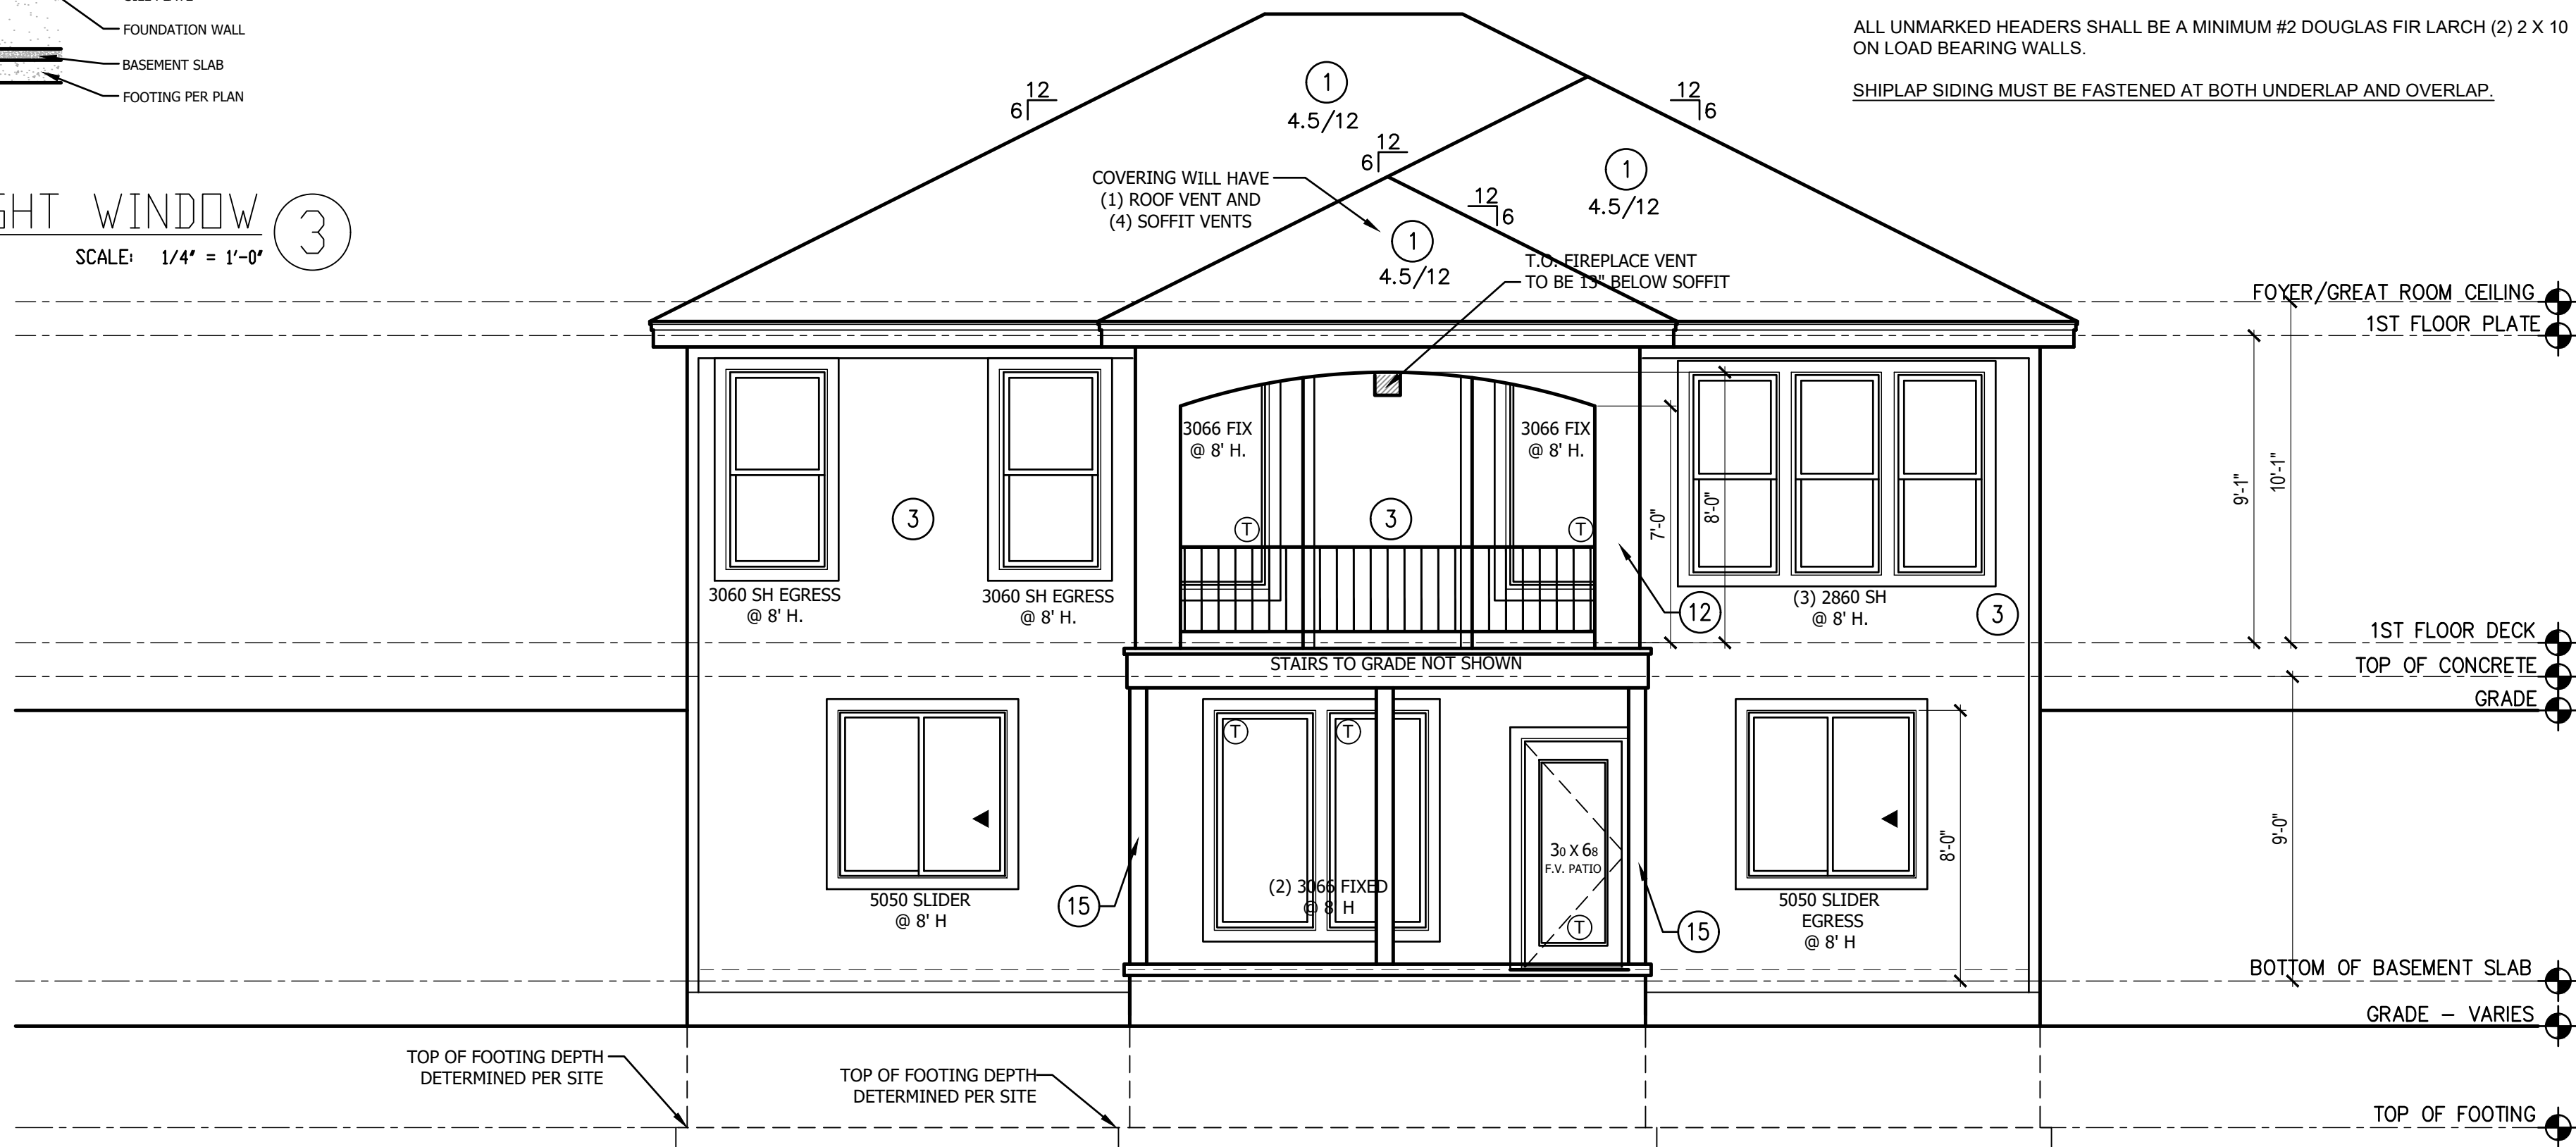 FOUNDATION WALL
BASEMENT SLAB
FOOTING PER PLAN
GHT WINDOW
3
SCALE: 1/4" = 1'-0"
ALL UNMARKED HEADERS SHALL BE A MINIMUM #2 DOUGLAS FIR LARCH (2) 2 X 10
ON LOAD BEARING WALLS.
SHIPLAP SIDING MUST BE FASTENED AT BOTH UNDERLAP AND OVERLAP.
12
6
1
4.5/12
12
6
12
6
1
4.5/12
COVERING WILL HAVE
(1) ROOF VENT AND
(4) SOFFIT VENTS
12
6
1
4.5/12
T.O. FIREPLACE VENT
TO BE 13" BELOW SOFFIT
FOYER/GREAT ROOM CEILING
1ST FLOOR PLATE
3066 FIX
@ 8' H.
3066 FIX
@ 8' H.
T
T
3
3
7'-0"
8'-0"
9'-1"
10'-1"
3060 SH EGRESS
@ 8' H.
3060 SH EGRESS
@ 8' H.
12
(3) 2860 SH
@ 8' H.
3
1ST FLOOR DECK
STAIRS TO GRADE NOT SHOWN
TOP OF CONCRETE
GRADE
T
T
30 X 68
F.V. PATIO
T
(2) 3066 FIXED
@ 8' H
15
15
5050 SLIDER
@ 8' H
5050 SLIDER
EGRESS
@ 8' H
8'-0"
9'-0"
BOTTOM OF BASEMENT SLAB
GRADE – VARIES
TOP OF FOOTING DEPTH
DETERMINED PER SITE
TOP OF FOOTING DEPTH
DETERMINED PER SITE
TOP OF FOOTING